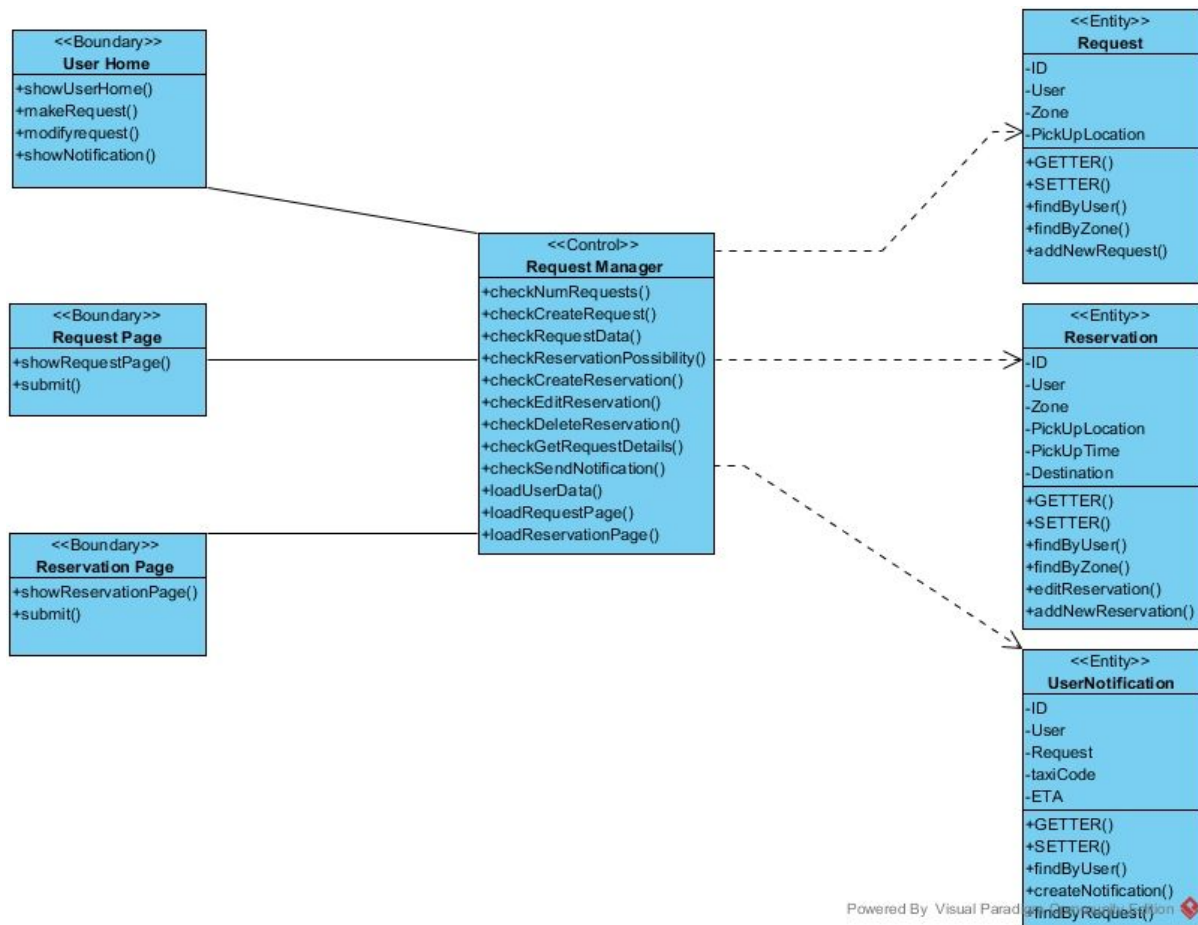 <<Boundary>>
User Home
+showUserHome()
+makeRequest()
+modifyrequest()
+showNotification()
<<Boundary>>
Request Page
+showRequestPage()
+submit()
<<Boundary>>
Reservation Page
+showReservationPage()
+submit()
<<Control>>
Request Manager
+checkNumRequests()
+checkCreateRequest()
+checkRequestData()
+checkReservationPossibility()
+checkCreateReservation()
+checkEditReservation()
+checkDeleteReservation()
+checkGetRequestDetails()
+checkSendNotification()
+loadUserData()
+loadRequestPage()
+loadReservationPage()
<<Entity>>
Request
-ID
-User
-Zone
-PickUpLocation
+GETTER()
+SETTER()
+findByUser()
+findByZone()
+addNewRequest()
<<Entity>>
Reservation
-ID
-User
-Zone
-PickUpLocation
-PickUpTime
-Destination
+GETTER()
+SETTER()
+findByUser()
+findByZone()
+editReservation()
+addNewReservation()
<<Entity>>
UserNotification
-ID
-User
-Request
-taxiCode
-ETA
+GETTER()
+SETTER()
+findByUser()
+createNotification()
+findByRequest()
Powered By Visual Paradigm Community Edition